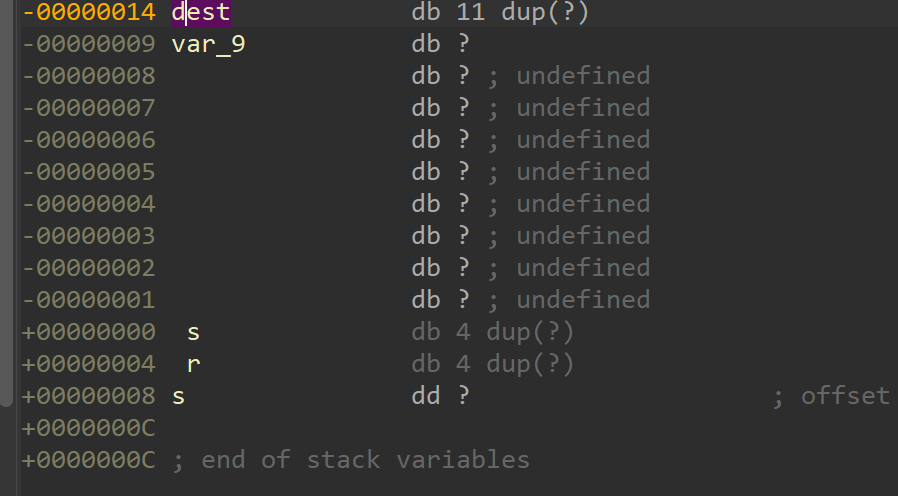 -00000014 dest db 11 dup(?)
-00000009 var_9 db ?
-00000008 db ? ; undefined
-00000007 db ? ; undefined
-00000006 db ? ; undefined
-00000005 db ? ; undefined
-00000004 db ? ; undefined
-00000003 db ? ; undefined
-00000002 db ? ; undefined
-00000001 db ? ; undefined
+00000000 s db 4 dup(?)
+00000004 r db 4 dup(?)
+00000008 s dd ? ; offset
+0000000C
+0000000C ; end of stack variables